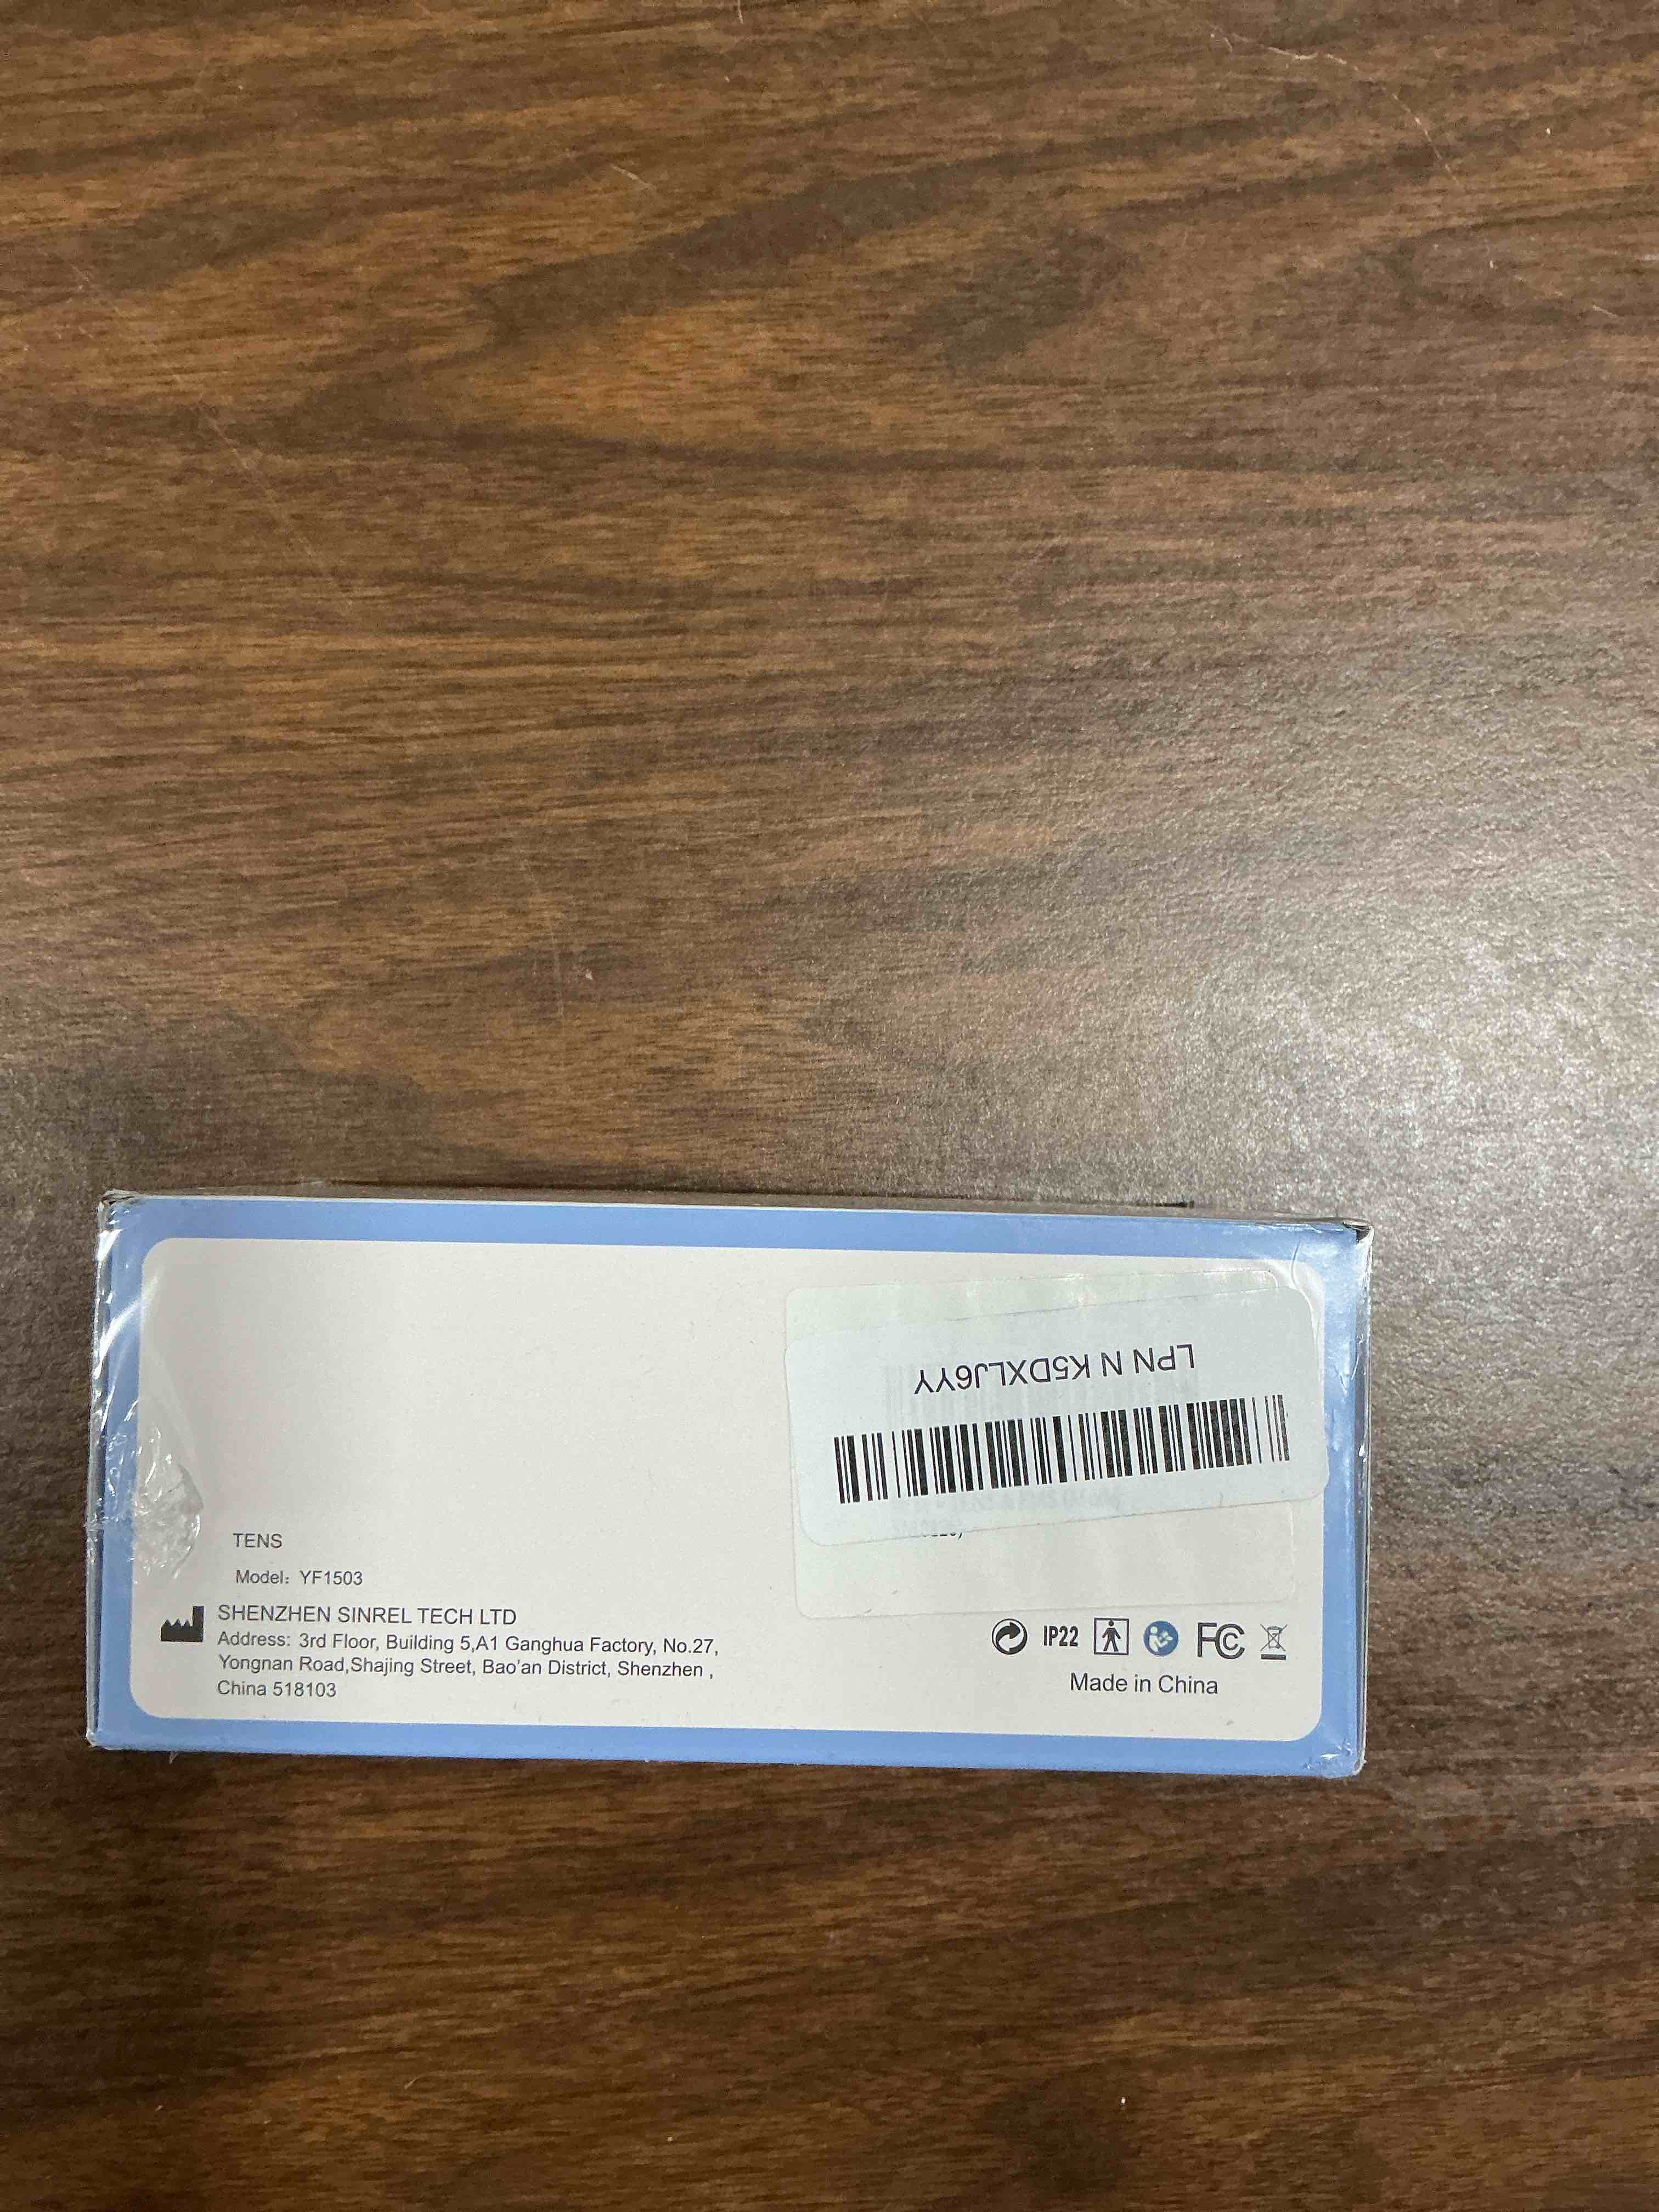 LPN N K5DXLJ6YY
TENS
Model: YF1503
SHENZHEN SINREL TECH LTD
Address: 3rd Floor, Building 5,A1 Ganghua Factory, No.27,
Yongnan Road,Shajing Street, Bao'an District, Shenzhen ,
China 518103
IP22 FC
Made in China